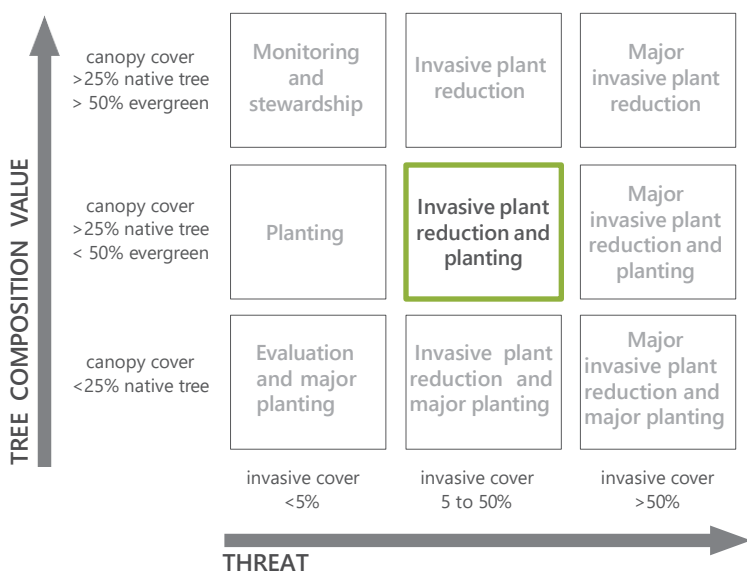 TREE COMPOSITION VALUE
canopy cover
>25% native tree
> 50% evergreen
Monitoring
and
stewardship
Invasive plant
reduction
Major
invasive plant
reduction
canopy cover
>25% native tree
< 50% evergreen
Planting
Invasive plant
reduction and
planting
Major
invasive plant
reduction and
planting
canopy cover
<25% native tree
Evaluation
and major
planting
Invasive plant
reduction and
major planting
Major
invasive plant
reduction and
major planting
invasive cover
<5%
invasive cover
5 to 50%
invasive cover
>50%
THREAT